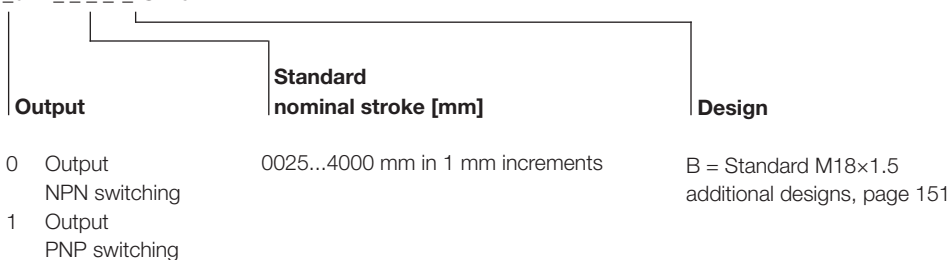 Standard
Output
nominal stroke [mm]
Design
0 Output
NPN switching
1 Output
PNP switching
0025...4000 mm in 1 mm increments
B = Standard M18×1.5
additional designs, page 151